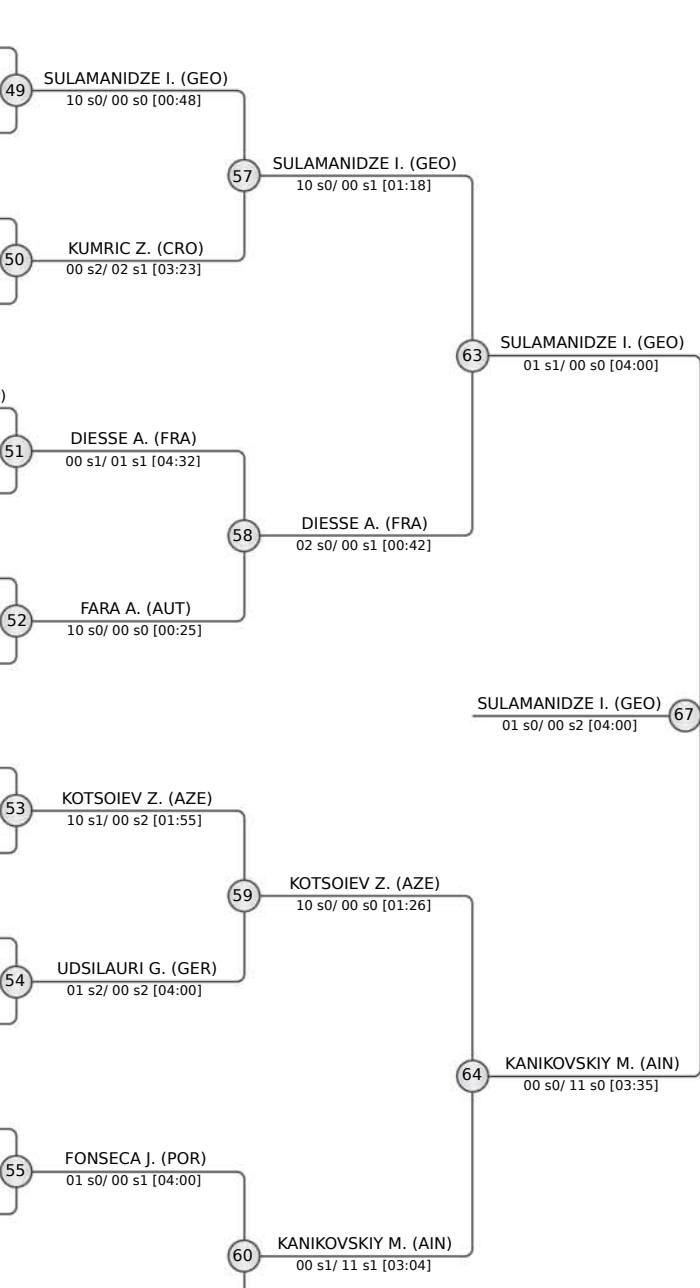 49
SULAMANIDZE I. (GEO)
10 s0/ 00 s0 [00:48]
57
SULAMANIDZE I. (GEO)
10 s0/ 00 s1 [01:18]
50
KUMRIC Z. (CRO)
00 s2/ 02 s1 [03:23]
63
SULAMANIDZE I. (GEO)
01 s1/ 00 s0 [04:00]
)
51
DIESSE A. (FRA)
00 s1/ 01 s1 [04:32]
58
DIESSE A. (FRA)
02 s0/ 00 s1 [00:42]
52
FARA A. (AUT)
10 s0/ 00 s0 [00:25]
SULAMANIDZE I. (GEO)
01 s0/ 00 s2 [04:00]
67
53
KOTSOIEV Z. (AZE)
10 s1/ 00 s2 [01:55]
59
KOTSOIEV Z. (AZE)
10 s0/ 00 s0 [01:26]
54
UDSILAURI G. (GER)
01 s2/ 00 s2 [04:00]
64
KANIKOVSKIY M. (AIN)
00 s0/ 11 s0 [03:35]
55
FONSECA J. (POR)
01 s0/ 00 s1 [04:00]
60
KANIKOVSKIY M. (AIN)
00 s1/ 11 s1 [03:04]